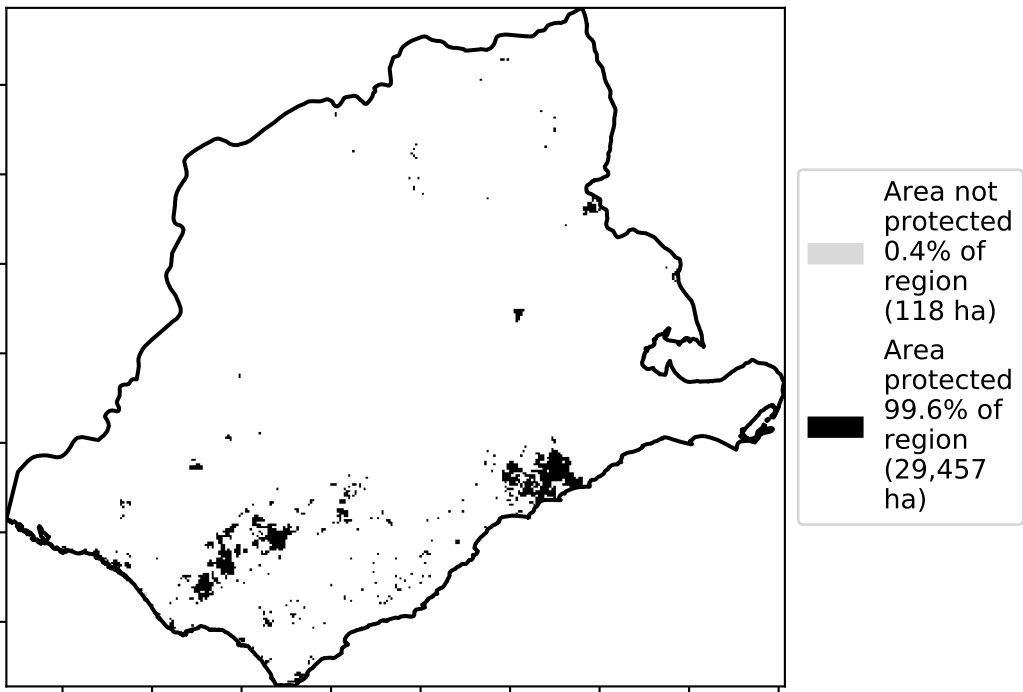 Area not
protected
0.4% of
region
(118 ha)
Area
protected
99.6% of
region
(29,457
ha)